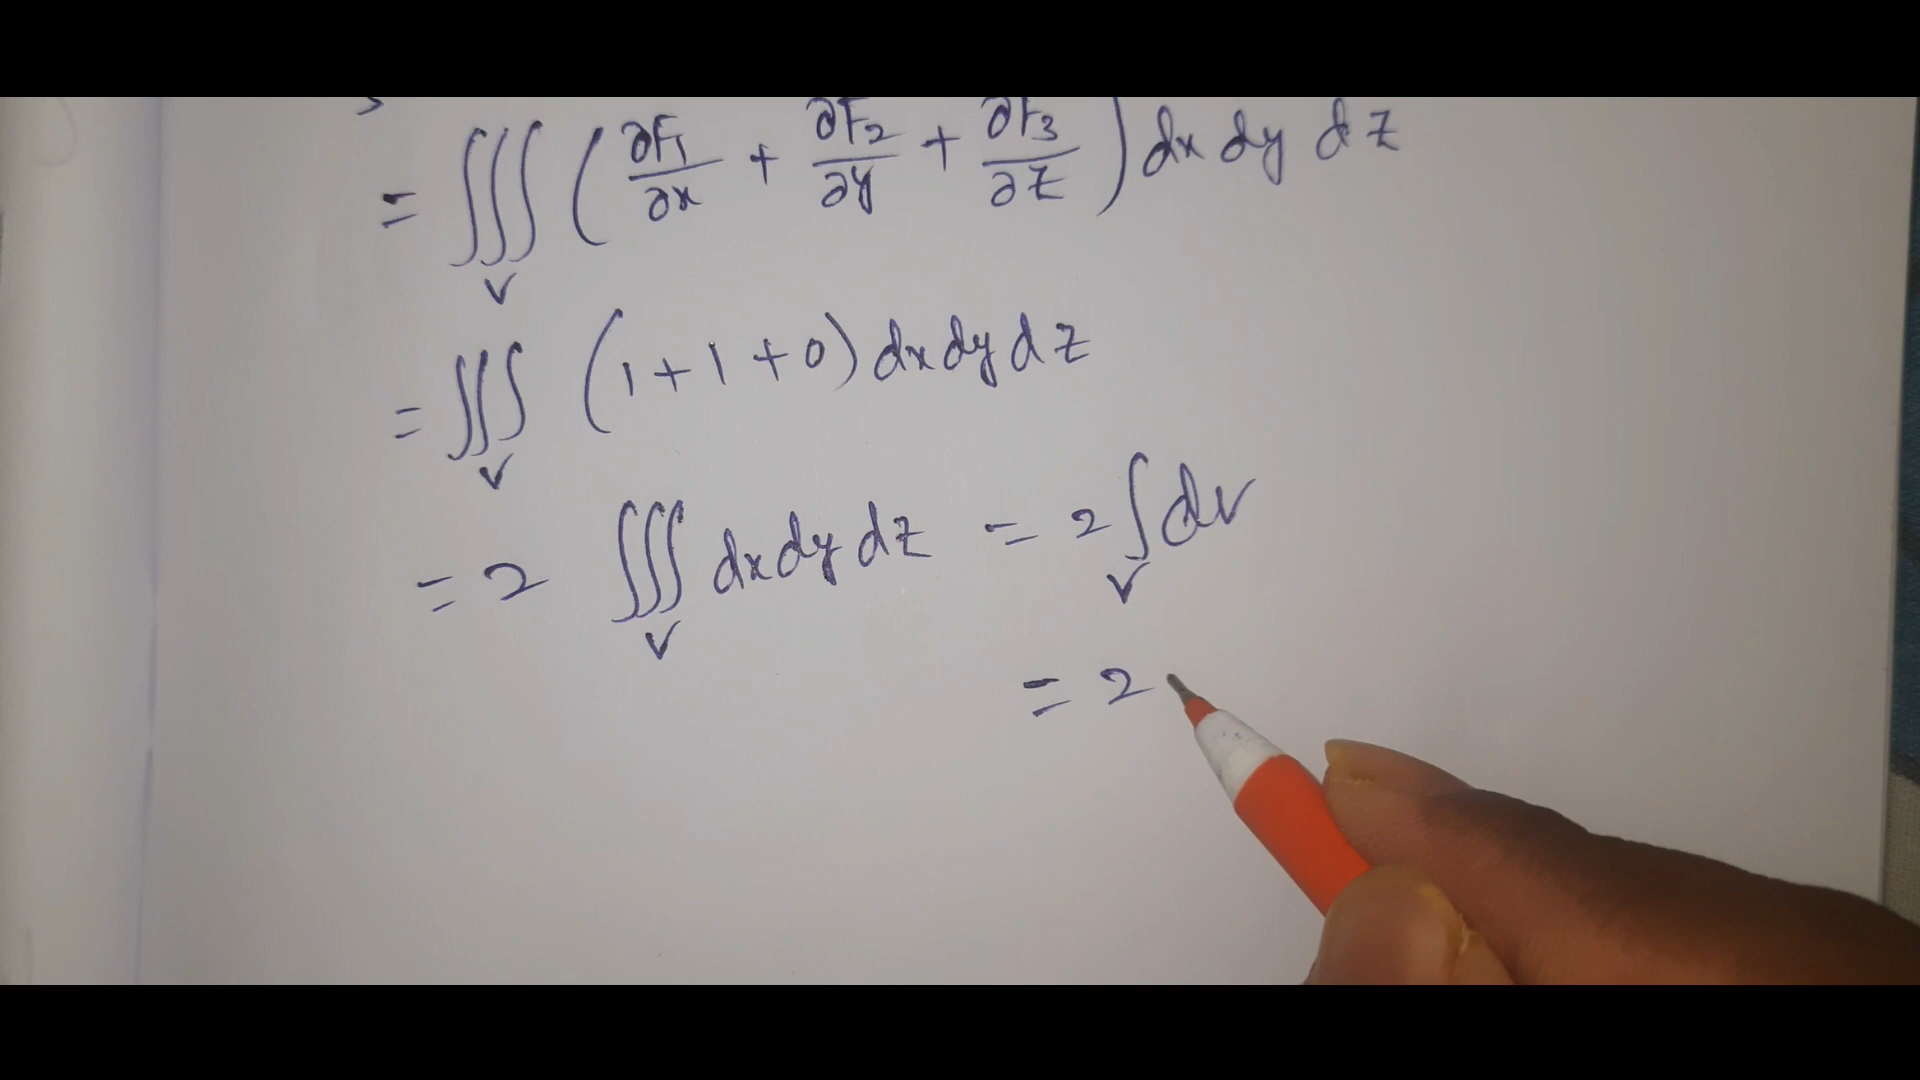 = ∭_V ( ∂F₁/∂x + ∂F₂/∂y + ∂F₃/∂z ) dx dy dz
= ∭_V (1+1+0) dx dy dz
= 2 ∭_V dx dy dz = 2 ∫_V dv
= 2